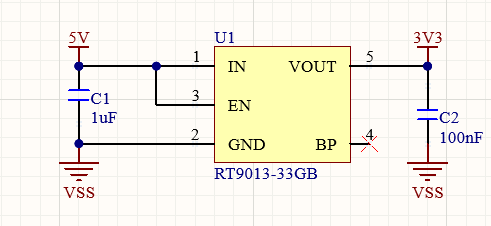 5V
U1
3V3
1
IN
VOUT
5
C1
1uF
3
EN
C2
100nF
2
GND
BP
4
VSS
RT9013-33GB
VSS